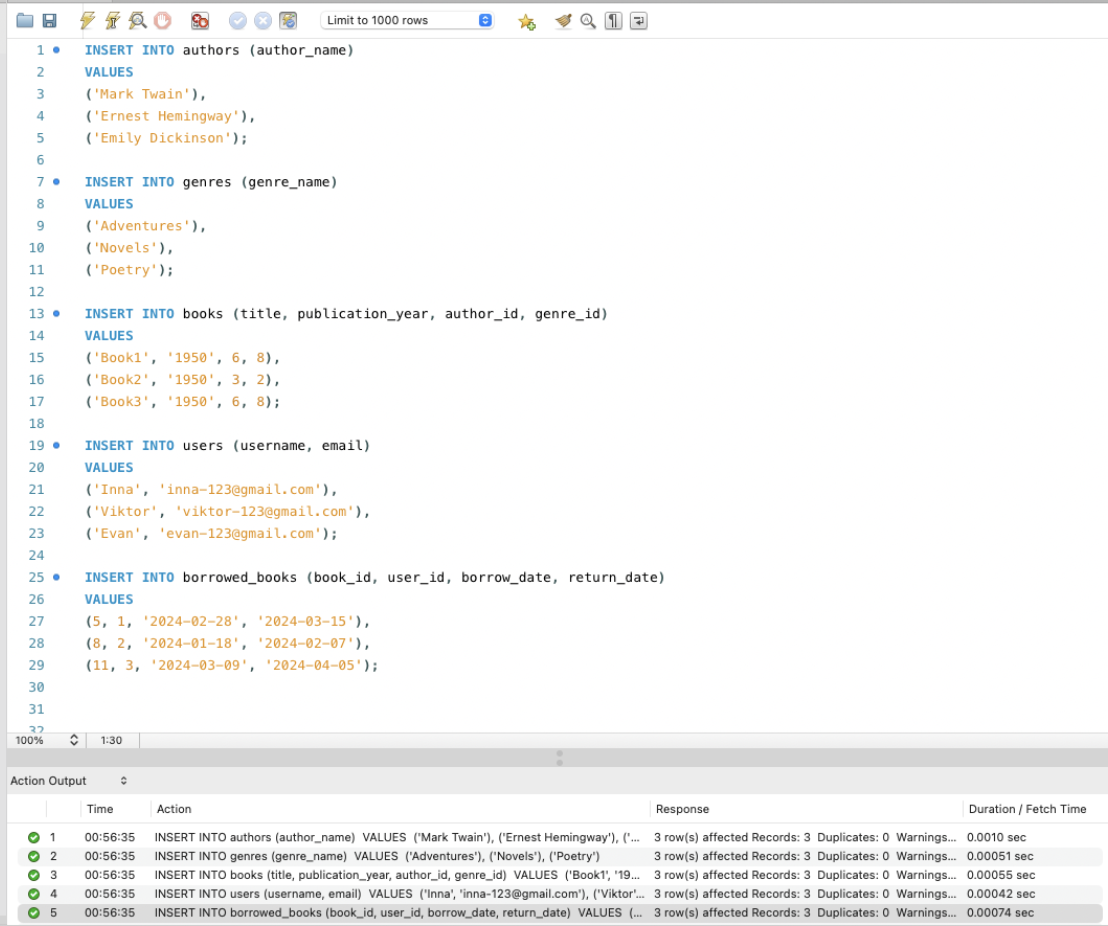 Limit to 1000 rows
1 INSERT INTO authors (author_name)
2 VALUES
3 ('Mark Twain'),
4 ('Ernest Hemingway'),
5 ('Emily Dickinson');
6
7 INSERT INTO genres (genre_name)
8 VALUES
9 ('Adventures'),
10 ('Novels'),
11 ('Poetry');
12
13 INSERT INTO books (title, publication_year, author_id, genre_id)
14 VALUES
15 ('Book1', '1950', 6, 8),
16 ('Book2', '1950', 3, 2),
17 ('Book3', '1950', 6, 8);
18
19 INSERT INTO users (username, email)
20 VALUES
21 ('Inna', 'inna-123@gmail.com'),
22 ('Viktor', 'viktor-123@gmail.com'),
23 ('Evan', 'evan-123@gmail.com');
24
25 INSERT INTO borrowed_books (book_id, user_id, borrow_date, return_date)
26 VALUES
27 (5, 1, '2024-02-28', '2024-03-15'),
28 (8, 2, '2024-01-18', '2024-02-07'),
29 (11, 3, '2024-03-09', '2024-04-05');
30
31
32
100% 1:30
Action Output
Time Action Response Duration / Fetch Time
1 00:56:35 INSERT INTO authors (author_name) VALUES ('Mark Twain'), ('Ernest Hemingway'), ('... 3 row(s) affected Records: 3 Duplicates: 0 Warnings... 0.0010 sec
2 00:56:35 INSERT INTO genres (genre_name) VALUES ('Adventures'), ('Novels'), ('Poetry') 3 row(s) affected Records: 3 Duplicates: 0 Warnings... 0.00051 sec
3 00:56:35 INSERT INTO books (title, publication_year, author_id, genre_id) VALUES ('Book1', '19... 3 row(s) affected Records: 3 Duplicates: 0 Warnings... 0.00055 sec
4 00:56:35 INSERT INTO users (username, email) VALUES ('Inna', 'inna-123@gmail.com'), ('Viktor'... 3 row(s) affected Records: 3 Duplicates: 0 Warnings... 0.00042 sec
5 00:56:35 INSERT INTO borrowed_books (book_id, user_id, borrow_date, return_date) VALUES (... 3 row(s) affected Records: 3 Duplicates: 0 Warnings... 0.00074 sec